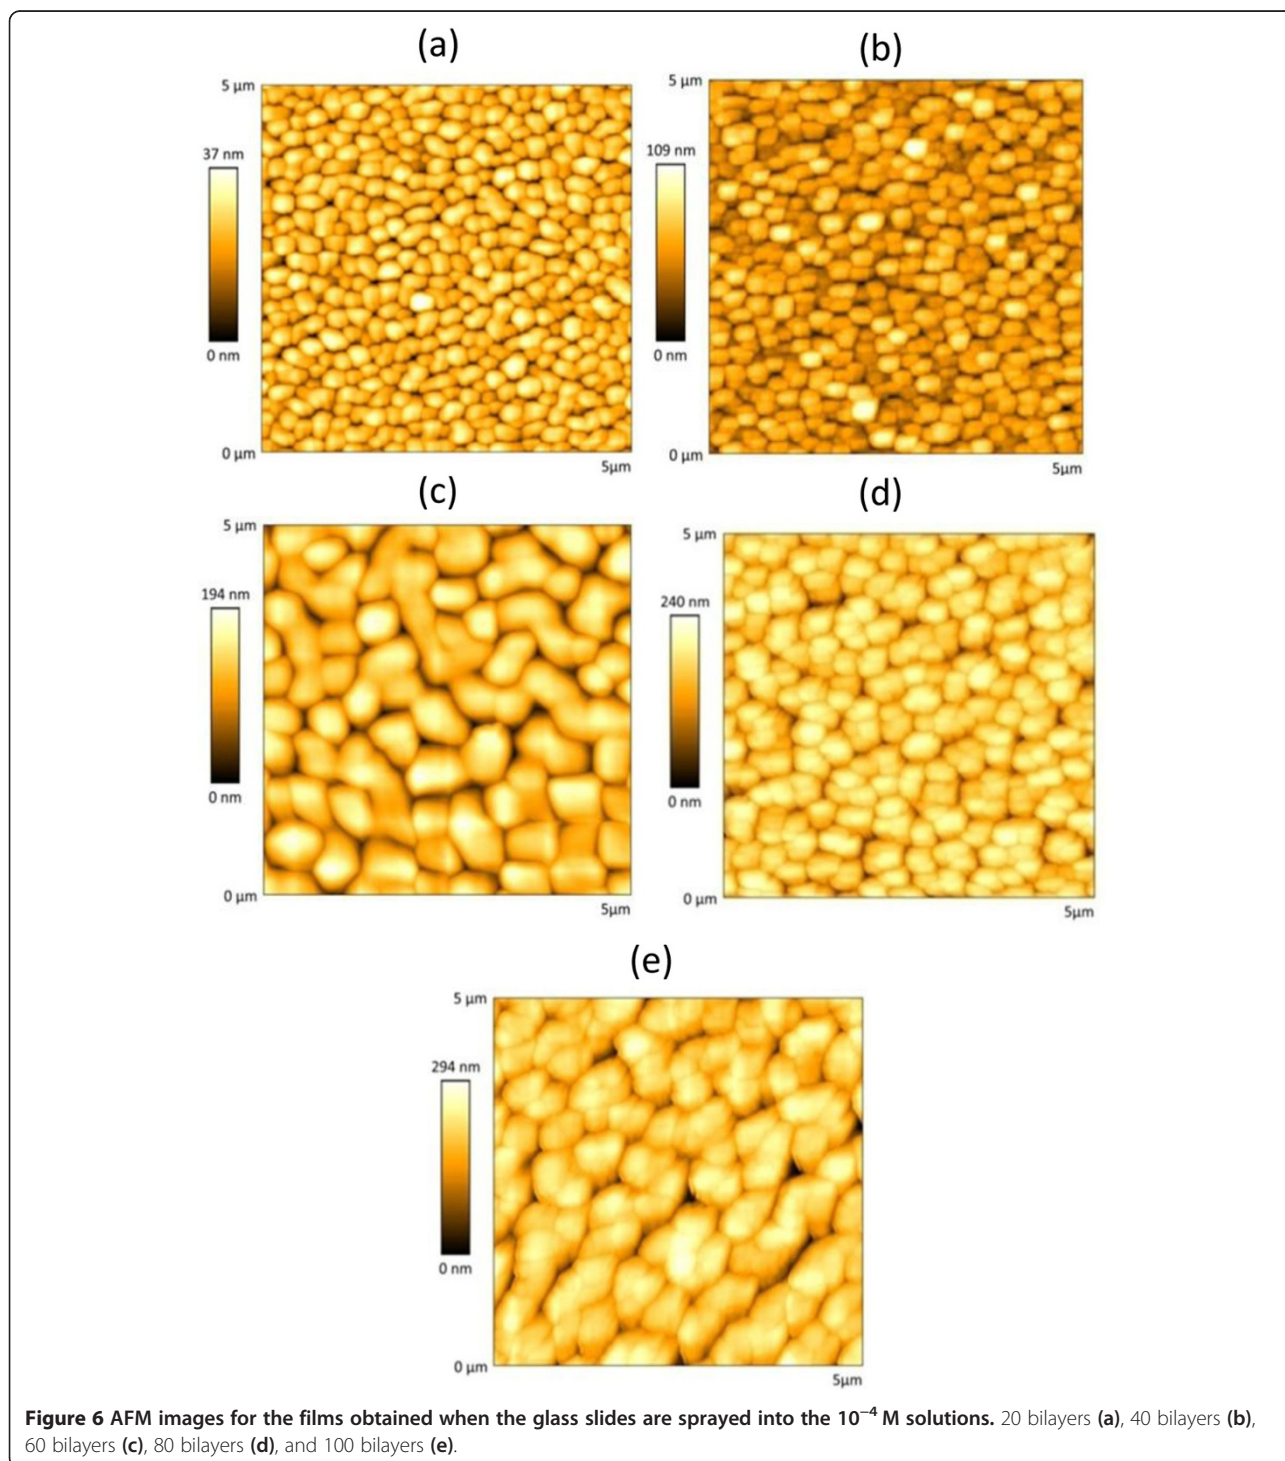 (a)
5 µm
37 nm
0 nm
0 µm
5µm
(b)
5 µm
109 nm
0 nm
0 µm
5µm
(c)
5 µm
194 nm
0 nm
0 µm
5µm
(d)
5 µm
240 nm
0 nm
0 µm
5µm
(e)
5 µm
294 nm
0 nm
0 µm
5µm
Figure 6 AFM images for the films obtained when the glass slides are sprayed into the 10⁻⁴ M solutions. 20 bilayers (a), 40 bilayers (b),
60 bilayers (c), 80 bilayers (d), and 100 bilayers (e).